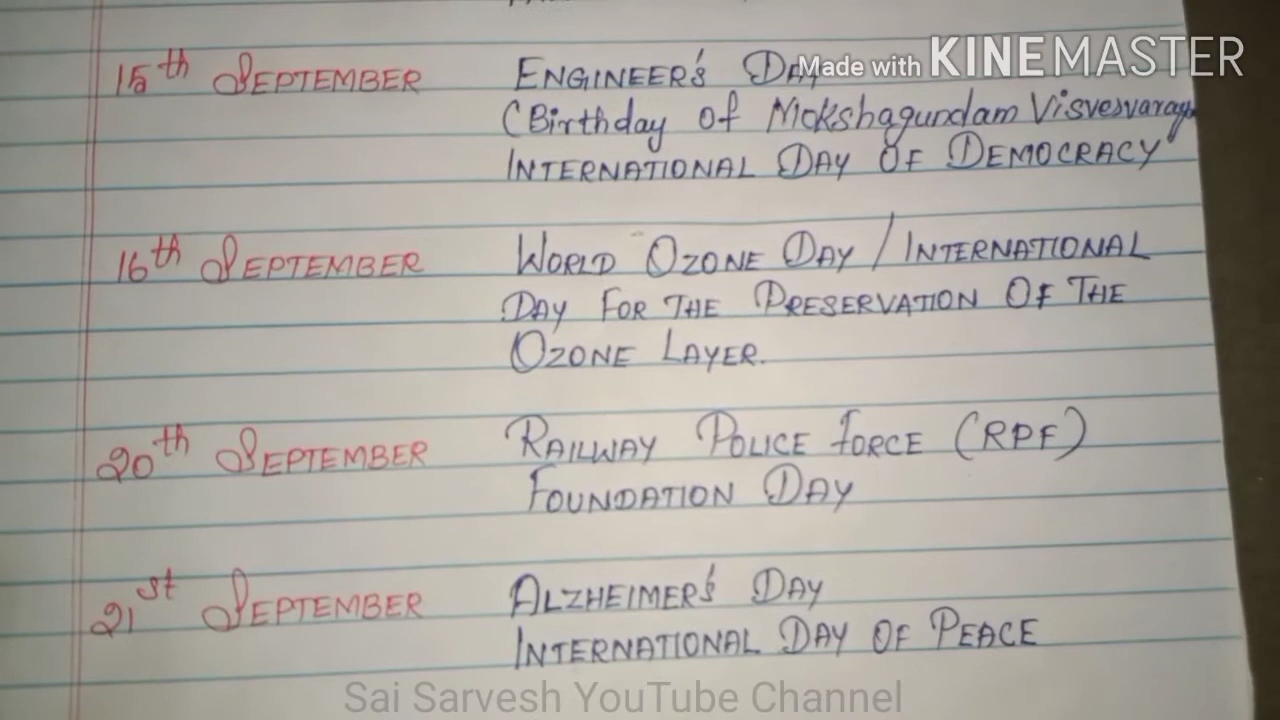 15th SEPTEMBER ENGINEER'S DAY
Made with KINEMASTER
(Birthday of Mokshagundam Visvesvaraya
INTERNATIONAL DAY OF DEMOCRACY
16th SEPTEMBER WORLD OZONE DAY / INTERNATIONAL
DAY FOR THE PRESERVATION OF THE
OZONE LAYER.
20th SEPTEMBER RAILWAY POLICE FORCE (RPF)
FOUNDATION DAY
21st SEPTEMBER ALZHEIMER'S DAY
INTERNATIONAL DAY OF PEACE
Sai Sarvesh YouTube Channel